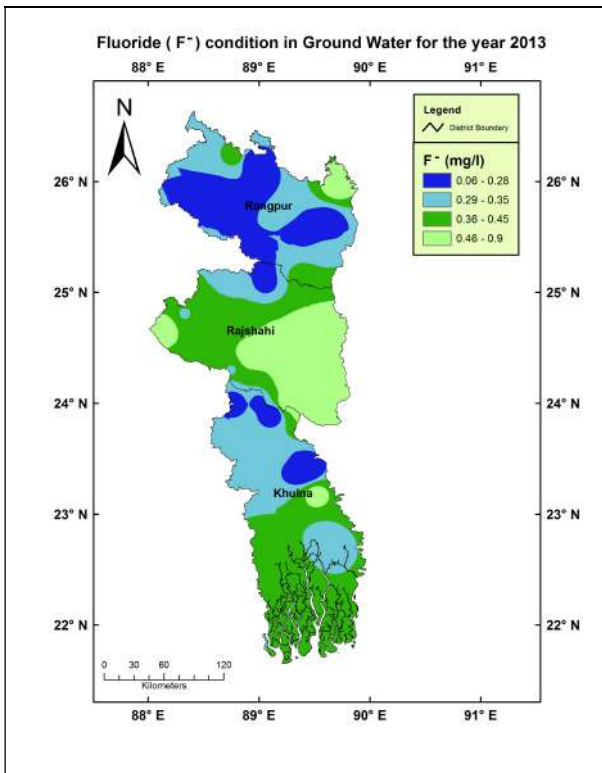 Fluoride ( F⁻) condition in Ground Water for the year 2013
88° E 89° E 90° E 91° E
N
Legend
District Boundary
F⁻ (mg/l)
0.06 - 0.28
0.29 - 0.35
0.36 - 0.45
0.46 - 0.9
26° N 26° N
Rangpur
25° N 25° N
Rajshahi
24° N 24° N
Khulna
23° N 23° N
22° N 22° N
0 30 60 120
Kilometers
88° E 89° E 90° E 91° E